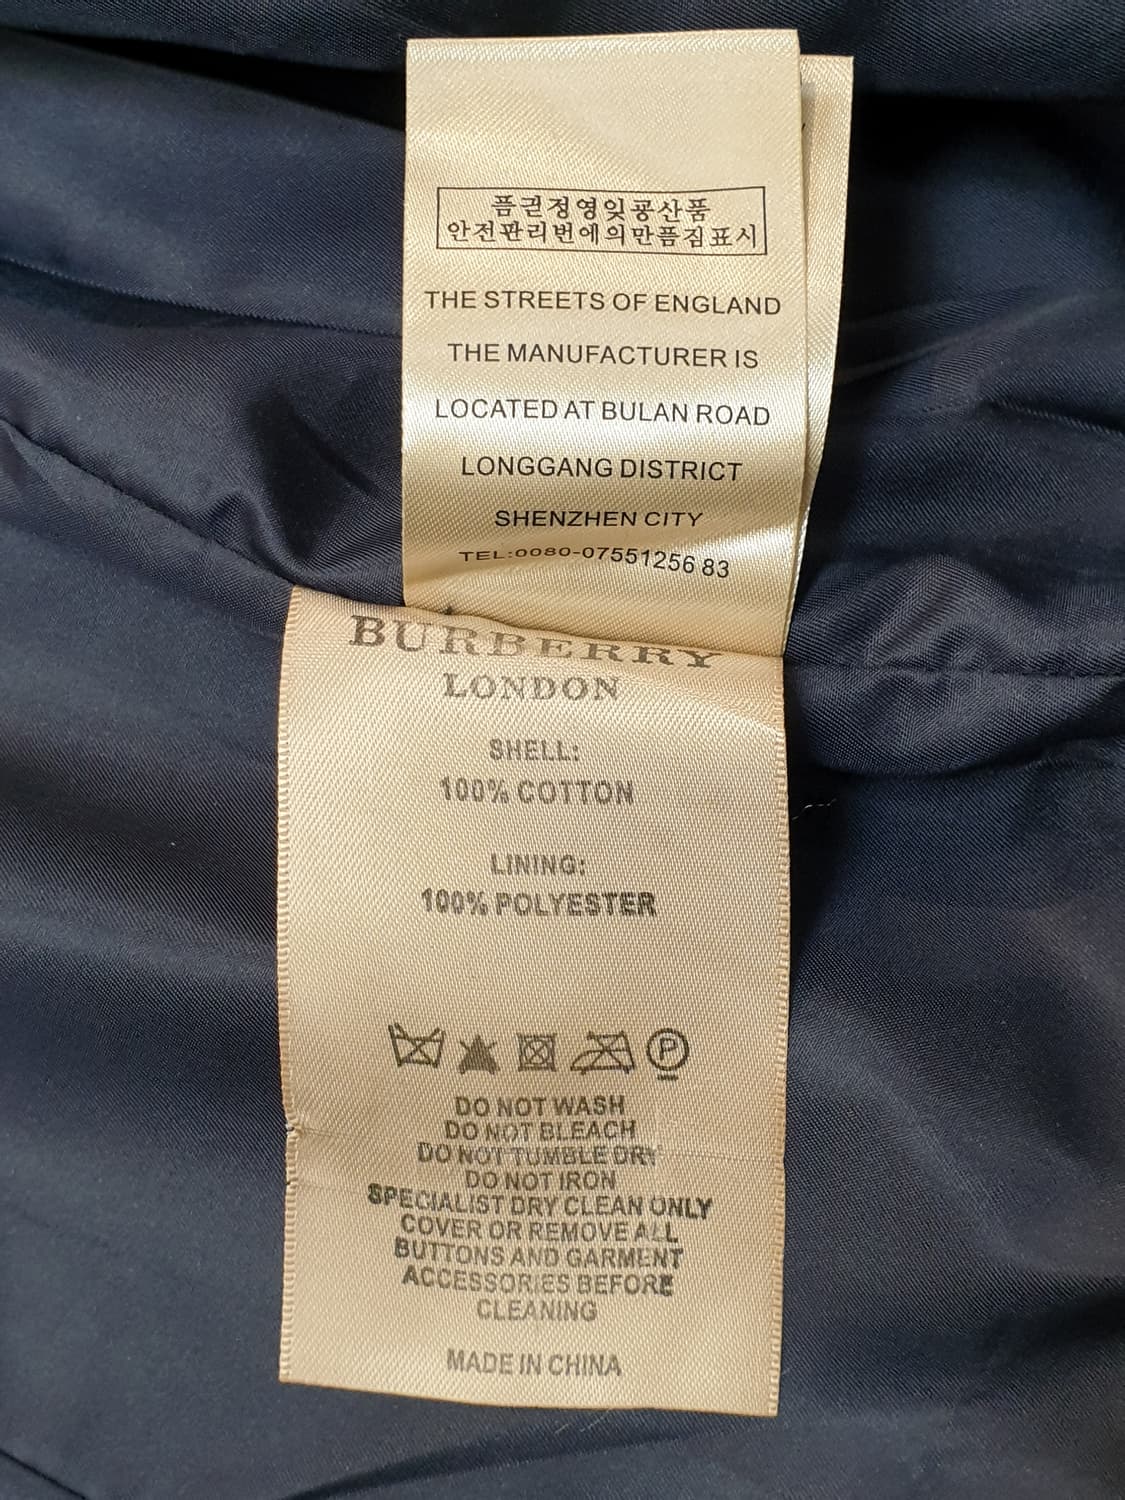 픔귄정영잊공산품
안전판리번에의만픔짐표시
THE STREETS OF ENGLAND
THE MANUFACTURER IS
LOCATED AT BULAN ROAD
LONGGANG DISTRICT
SHENZHEN CITY
TEL:0080-07551256 83
BURBERRY
LONDON
SHELL:
100% COTTON
LINING:
100% POLYESTER
P
DO NOT WASH
DO NOT BLEACH
DO NOT TUMBLE DRY
DO NOT IRON
SPECIALIST DRY CLEAN ONLY
COVER OR REMOVE ALL
BUTTONS AND GARMENT
ACCESSORIES BEFORE
CLEANING
MADE IN CHINA